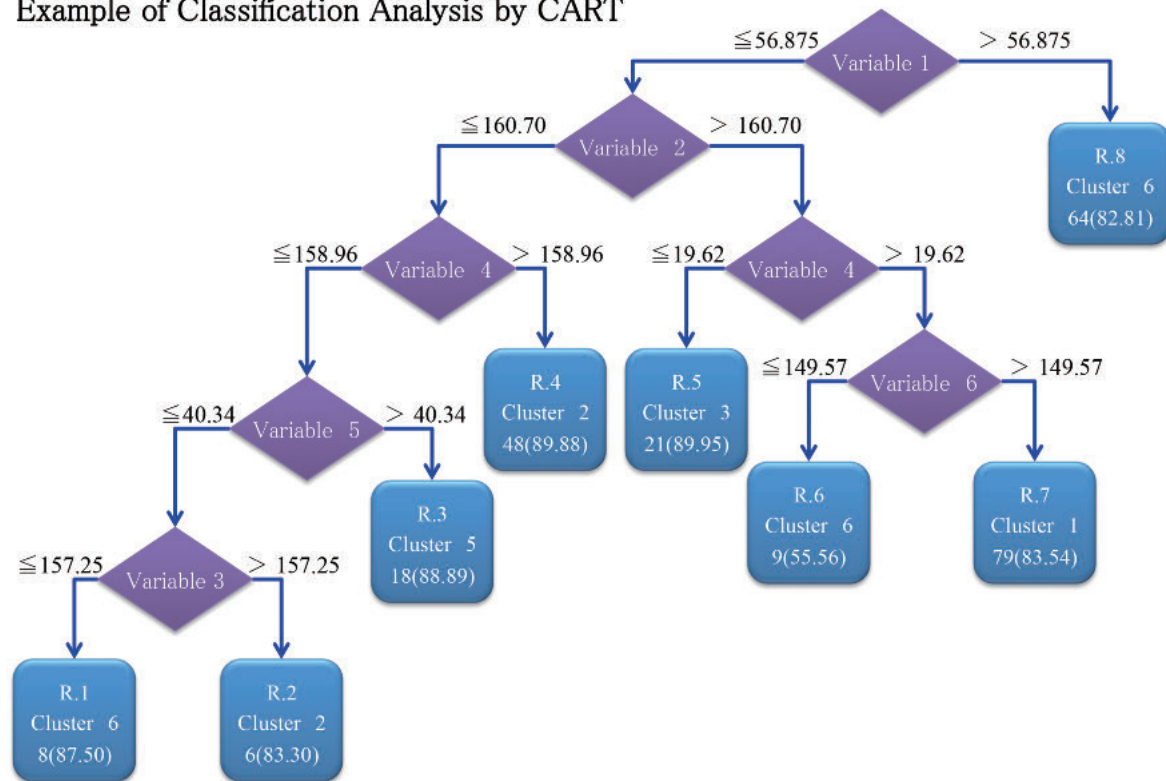 Example of Classification Analysis by CART
≦56.875
> 56.875
Variable 1
≦160.70
> 160.70
Variable 2
R.8
Cluster 6
64(82.81)
≦158.96
> 158.96
Variable 4
≦19.62
> 19.62
Variable 4
R.4
Cluster 2
48(89.88)
R.5
Cluster 3
21(89.95)
≦149.57
> 149.57
Variable 6
≦40.34
> 40.34
Variable 5
R.3
Cluster 5
18(88.89)
R.6
Cluster 6
9(55.56)
R.7
Cluster 1
79(83.54)
≦157.25
> 157.25
Variable 3
R.1
Cluster 6
8(87.50)
R.2
Cluster 2
6(83.30)